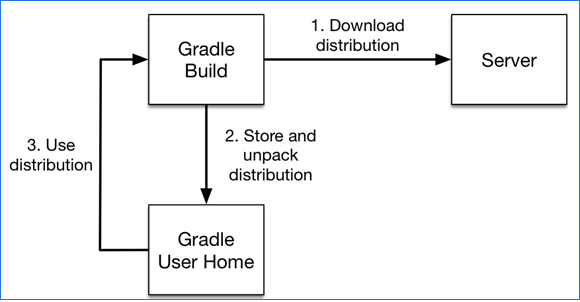 1. Download
distribution
Gradle
Build
Server
3. Use
distribution
2. Store and
unpack
distribution
Gradle
User Home